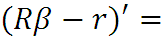 (Rβ − r)′ =